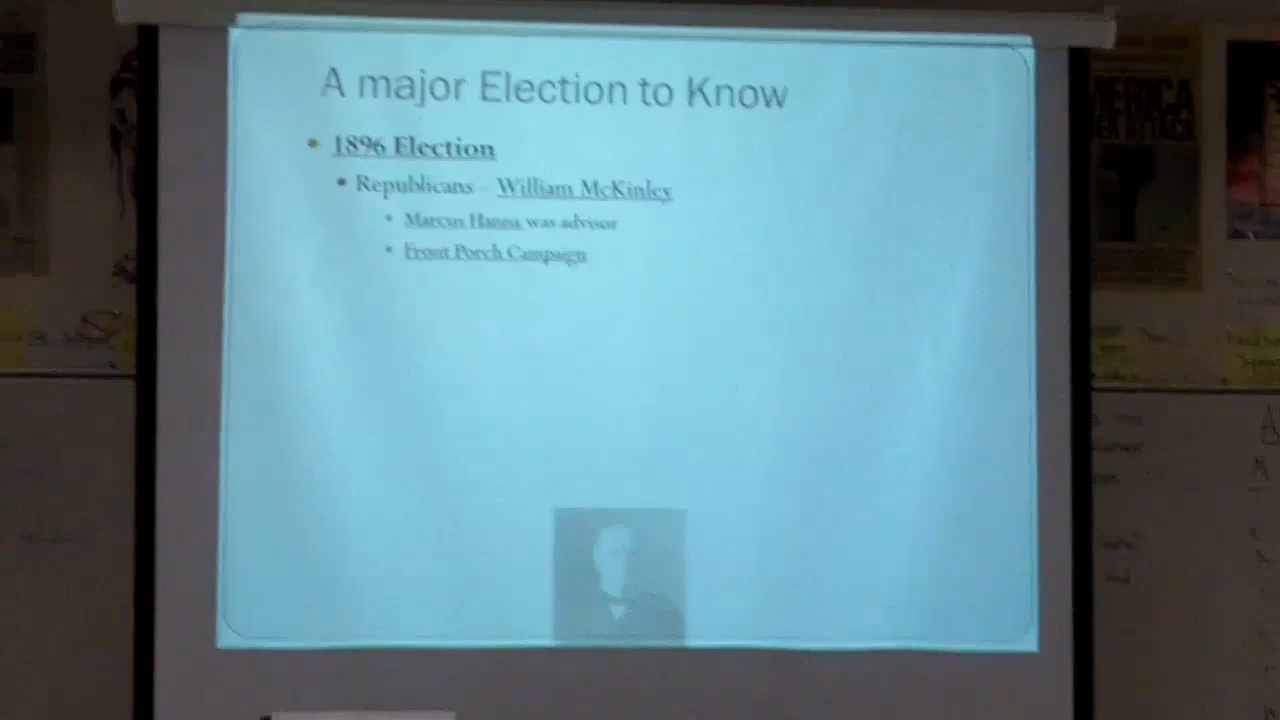 A major Election to Know
1896 Election
Republicans – William McKinley
Marcus Hanna was advisor
Front Porch Campaign